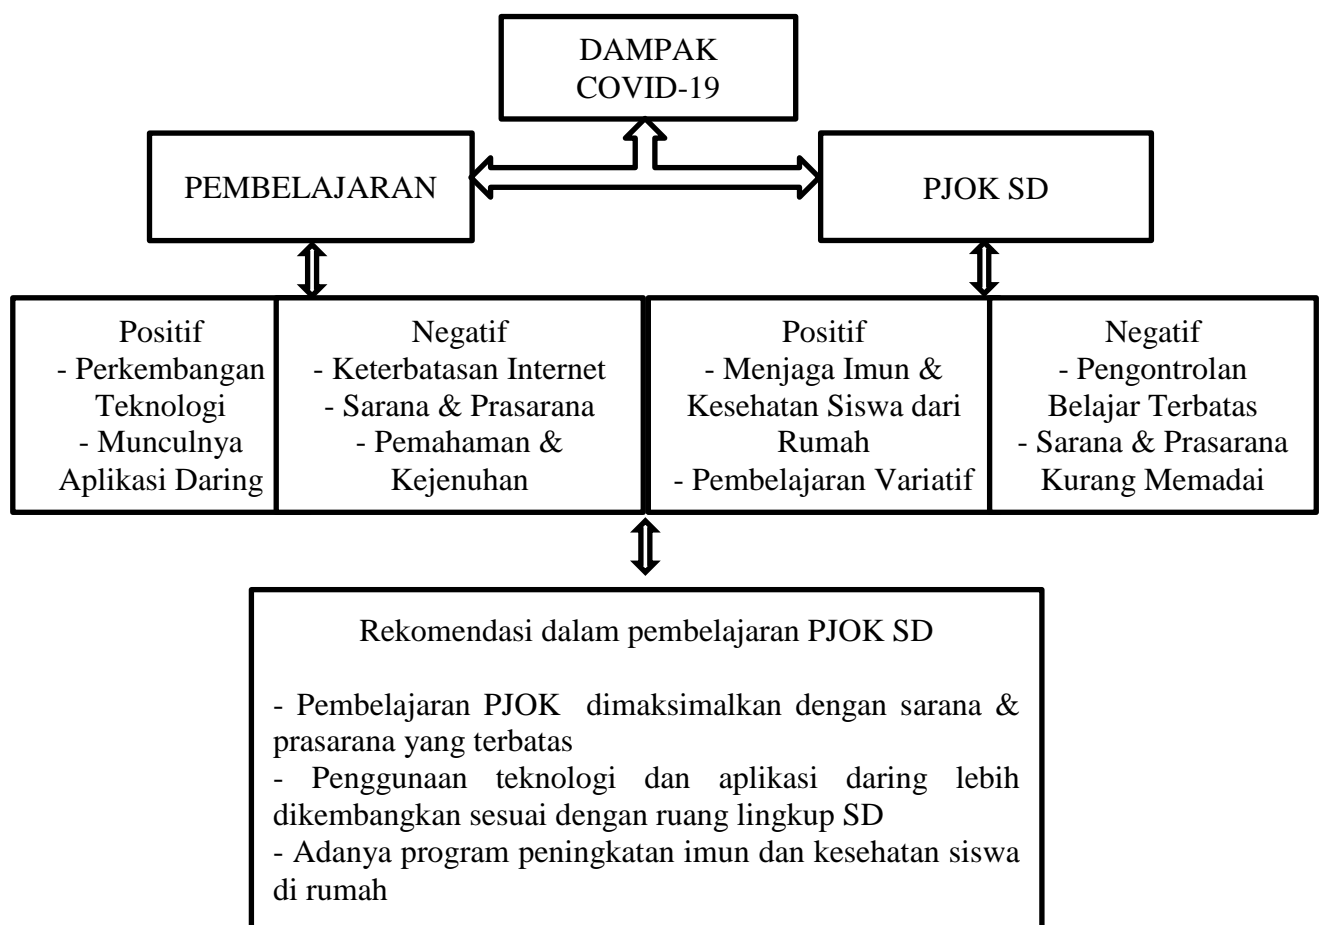 DAMPAK
COVID-19
PEMBELAJARAN
PJOK SD
Positif
- Perkembangan
Teknologi
- Munculnya
Aplikasi Daring
Negatif
- Keterbatasan Internet
- Sarana & Prasarana
- Pemahaman &
Kejenuhan
Positif
- Menjaga Imun &
Kesehatan Siswa dari
Rumah
- Pembelajaran Variatif
Negatif
- Pengontrolan
Belajar Terbatas
- Sarana & Prasarana
Kurang Memadai
Rekomendasi dalam pembelajaran PJOK SD
- Pembelajaran PJOK dimaksimalkan dengan sarana &
prasarana yang terbatas
- Penggunaan teknologi dan aplikasi daring lebih
dikembangkan sesuai dengan ruang lingkup SD
- Adanya program peningkatan imun dan kesehatan siswa
di rumah